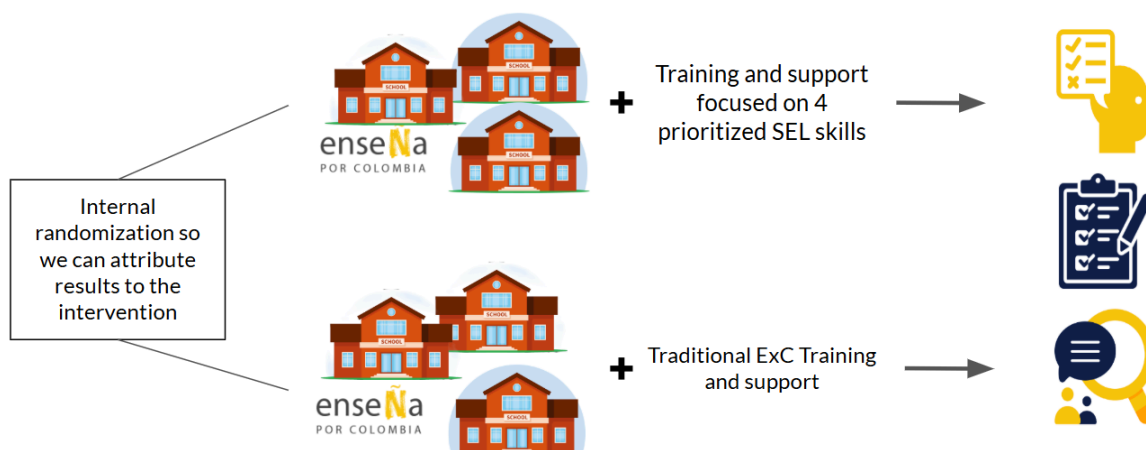 Internal
randomization so
we can attribute
results to the
intervention
SCHOOL
SCHOOL
SCHOOL
enseÑa
POR COLOMBIA
+
Training and support
focused on 4
prioritized SEL skills
SCHOOL
SCHOOL
SCHOOL
enseÑa
POR COLOMBIA
+
Traditional ExC Training
and support